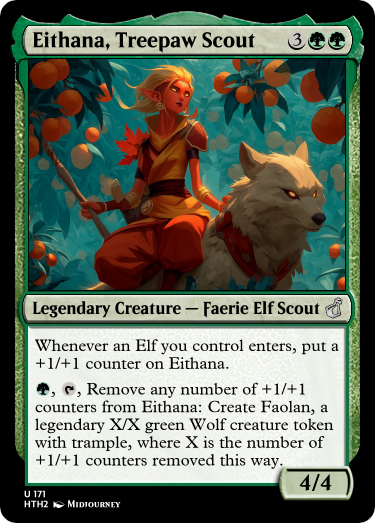 Eithana, Treepaw Scout 3
Legendary Creature — Faerie Elf Scout
Whenever an Elf you control enters, put a
+1/+1 counter on Eithana.
, , Remove any number of +1/+1
counters from Eithana: Create Faolan, a
legendary X/X green Wolf creature token
with trample, where X is the number of
+1/+1 counters removed this way.
4/4
U 171
HTH2 Midjourney